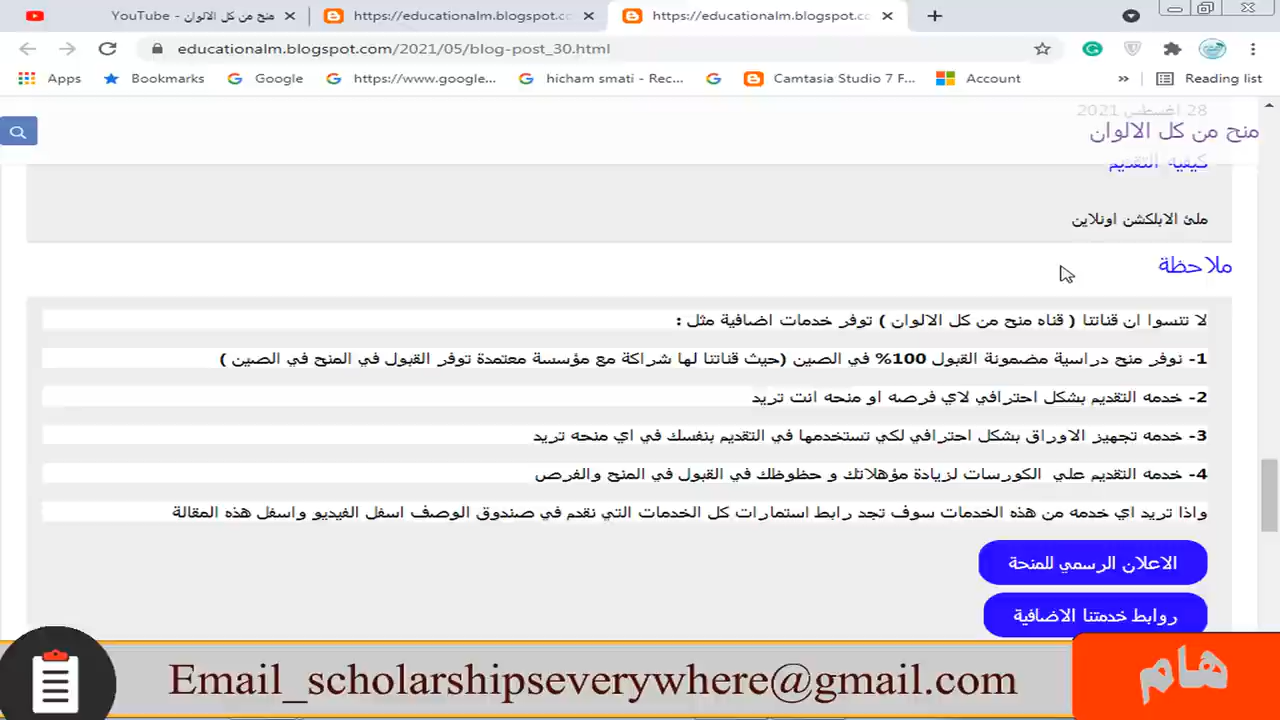 YouTube - منح من كل الالوان
https://educationalm.blogspot.co
https://educationalm.blogspot.co
educationalm.blogspot.com/2021/05/blog-post_30.html
Apps
Bookmarks
Google
https://www.google...
hicham smati - Rec...
Camtasia Studio 7 F...
Account
»
Reading list
28 اغسطس 2021
منح من كل الالوان
كيفيه التقديم
ملئ الابلكشن اونلاين
ملاحظة
لا تنسوا ان قناتنا ( قناه منح من كل الالوان ) توفر خدمات اضافية مثل :
1- نوفر منح دراسية مضمونة القبول 100% في الصين (حيث قناتنا لها شراكة مع مؤسسة معتمدة توفر القبول في المنح في الصين )
2- خدمه التقديم بشكل احترافي لاي فرصه او منحه انت تريد
3- خدمه تجهيز الاوراق بشكل احترافي لكي تستخدمها في التقديم بنفسك في اي منحه تريد
4- خدمه التقديم علي الكورسات لزيادة مؤهلاتك و حظوظك في القبول في المنح والفرص
واذا تريد اي خدمه من هذه الخدمات سوف تجد رابط استمارات كل الخدمات التي نقدم في صندوق الوصف اسفل الفيديو واسفل هذه المقالة
الاعلان الرسمي للمنحة
روابط خدمتنا الاضافية
Email_scholarshipseverywhere@gmail.com
هام